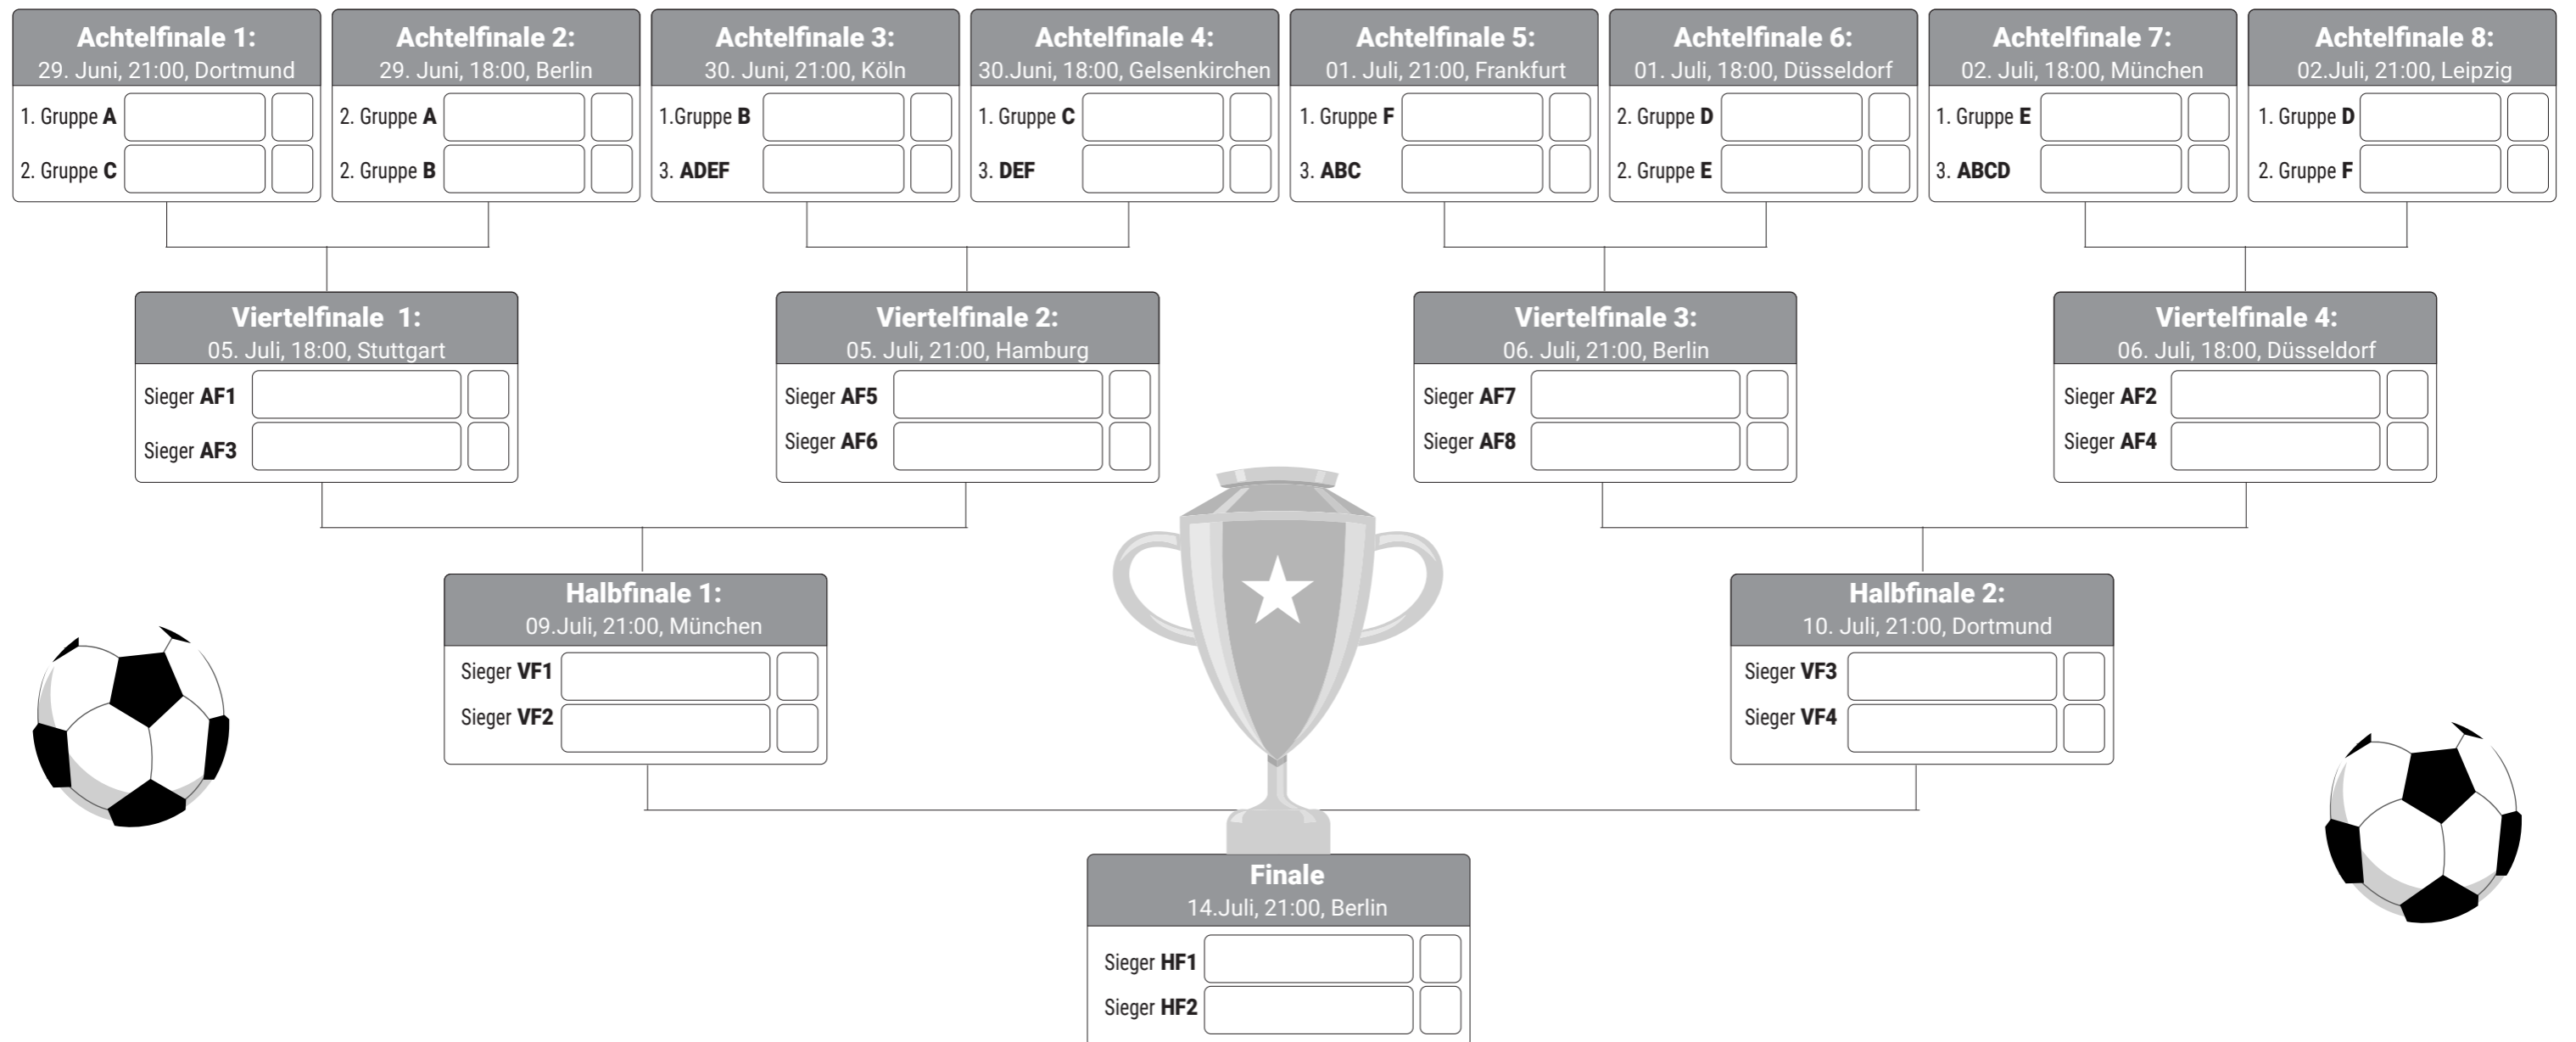 Achtelfinale 1:
29. Juni, 21:00, Dortmund
1. Gruppe A
2. Gruppe C
Achtelfinale 2:
29. Juni, 18:00, Berlin
2. Gruppe A
2. Gruppe B
Achtelfinale 3:
30. Juni, 21:00, Köln
1.Gruppe B
3. ADEF
Achtelfinale 4:
30.Juni, 18:00, Gelsenkirchen
1. Gruppe C
3. DEF
Achtelfinale 5:
01. Juli, 21:00, Frankfurt
1. Gruppe F
3. ABC
Achtelfinale 6:
01. Juli, 18:00, Düsseldorf
2. Gruppe D
2. Gruppe E
Achtelfinale 7:
02. Juli, 18:00, München
1. Gruppe E
3. ABCD
Achtelfinale 8:
02.Juli, 21:00, Leipzig
1. Gruppe D
2. Gruppe F
Viertelfinale 1:
05. Juli, 18:00, Stuttgart
Sieger AF1
Sieger AF3
Viertelfinale 2:
05. Juli, 21:00, Hamburg
Sieger AF5
Sieger AF6
Viertelfinale 3:
06. Juli, 21:00, Berlin
Sieger AF7
Sieger AF8
Viertelfinale 4:
06. Juli, 18:00, Düsseldorf
Sieger AF2
Sieger AF4
Halbfinale 1:
09.Juli, 21:00, München
Sieger VF1
Sieger VF2
Halbfinale 2:
10. Juli, 21:00, Dortmund
Sieger VF3
Sieger VF4
Finale
14.Juli, 21:00, Berlin
Sieger HF1
Sieger HF2